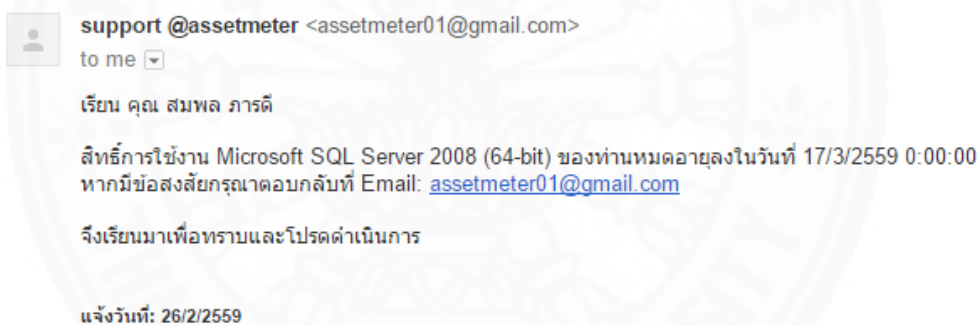 support @assetmeter <assetmeter01@gmail.com>
to me
เรียน คุณ สมพล ภารดี
สิทธิ์การใช้งาน Microsoft SQL Server 2008 (64-bit) ของท่านหมดอายุลงในวันที่ 17/3/2559 0:00:00
หากมีข้อสงสัยกรุณาตอบกลับที่ Email: assetmeter01@gmail.com
จึงเรียนมาเพื่อทราบและโปรดดำเนินการ
แจ้งวันที่: 26/2/2559